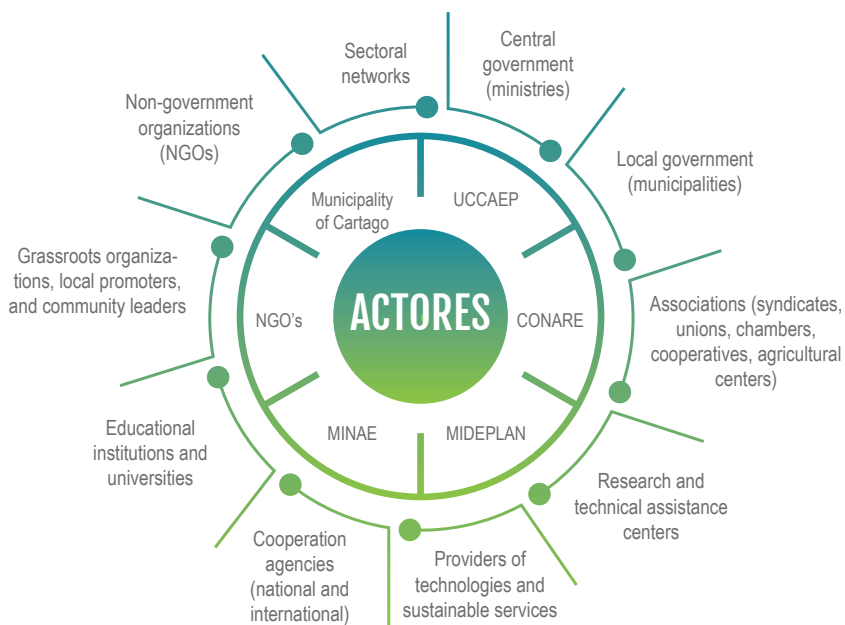 Sectoral
networks
Central
government
(ministries)
Non-government
organizations
(NGOs)
Local government
(municipalities)
Municipality
of Cartago
UCCAEP
Grassroots organiza-
tions, local promoters,
and community leaders
NGO's
ACTORES
CONARE
Associations (syndicates,
unions, chambers,
cooperatives, agricultural
centers)
MINAE
MIDEPLAN
Educational
institutions and
universities
Research and
technical assistance
centers
Cooperation
agencies
(national and
international)
Providers of
technologies and
sustainable services